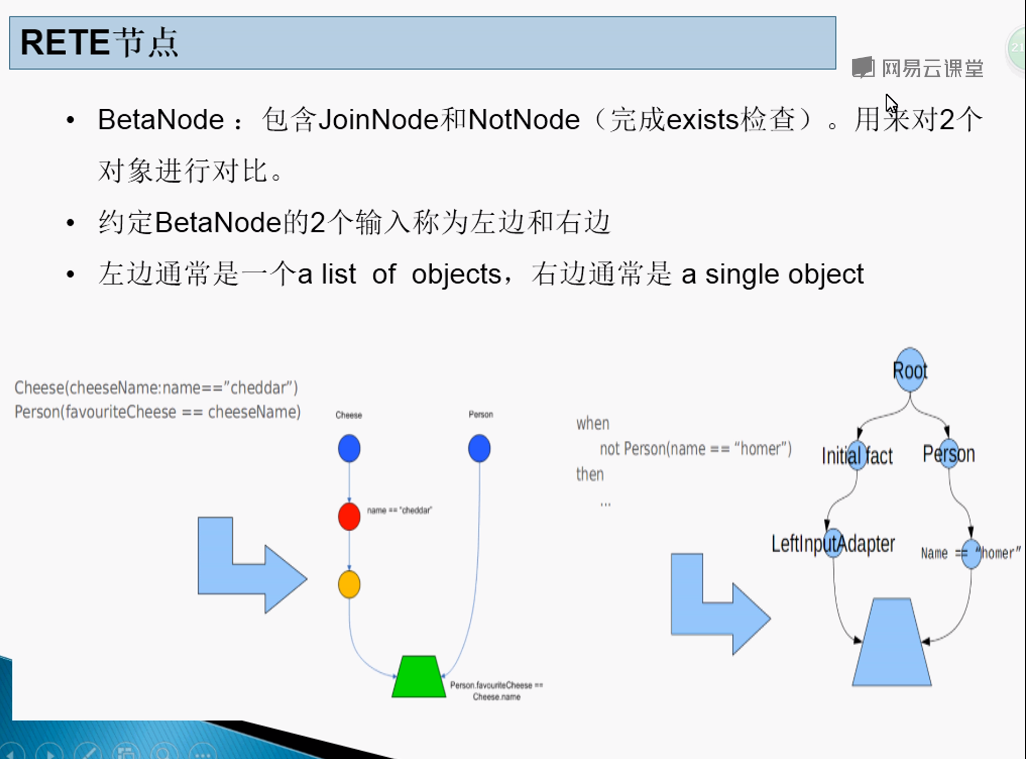 RETE节点
网易云课堂
• BetaNode ：包含JoinNode和NotNode（完成exists检查）。用来对2个
对象进行对比。
• 约定BetaNode的2个输入称为左边和右边
• 左边通常是一个a list of objects，右边通常是 a single object
Cheese(cheeseName:name==”cheddar”)
Person(favouriteCheese == cheeseName)
Cheese
Person
name == “cheddar”
Person.favouriteCheese ==
Cheese.name
when
not Person(name == “homer”)
then
...
Root
Initial fact
Person
LeftInputAdapter
Name == “homer”